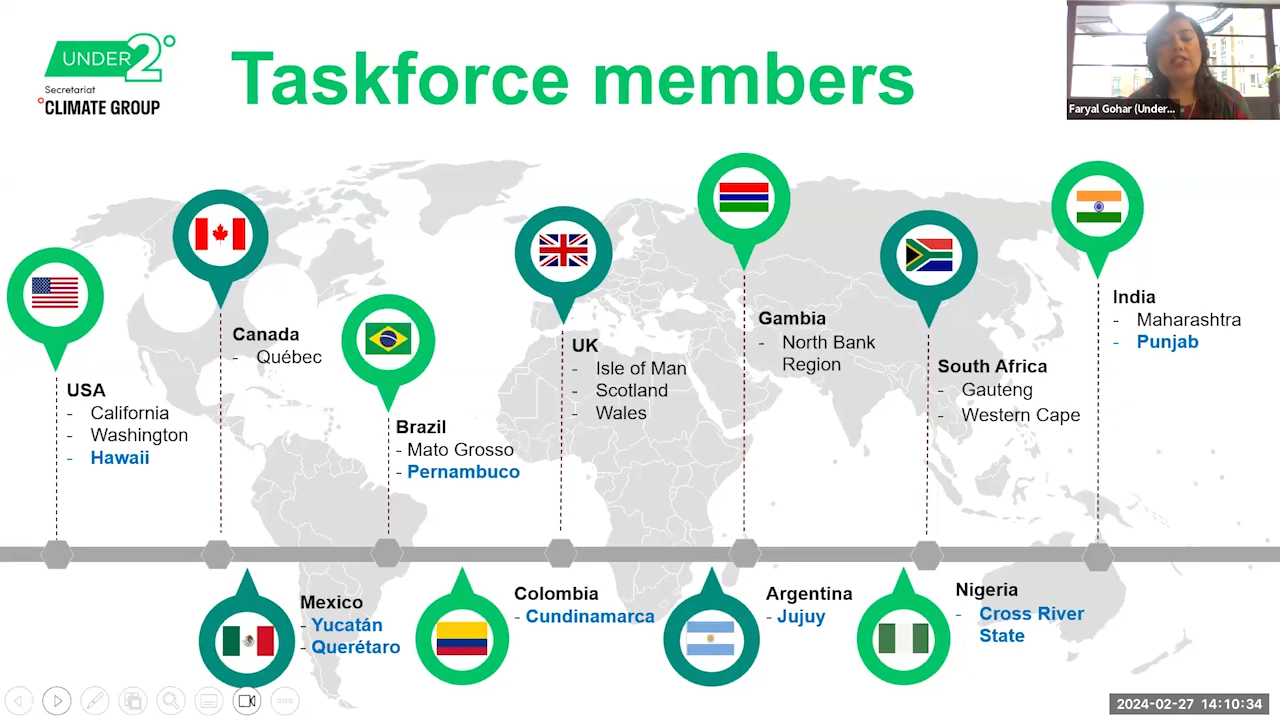 UNDER2°
Secretariat
°CLIMATE GROUP
Taskforce members
Faryal Gohar (Under...
USA
- California
- Washington
- Hawaii
Canada
- Québec
Brazil
- Mato Grosso
- Pernambuco
UK
- Isle of Man
- Scotland
- Wales
Gambia
- North Bank
Region
South Africa
- Gauteng
- Western Cape
India
- Maharashtra
- Punjab
Mexico
- Yucatán
- Querétaro
Colombia
- Cundinamarca
Argentina
- Jujuy
Nigeria
- Cross River
State
2024-02-27 14:10:34